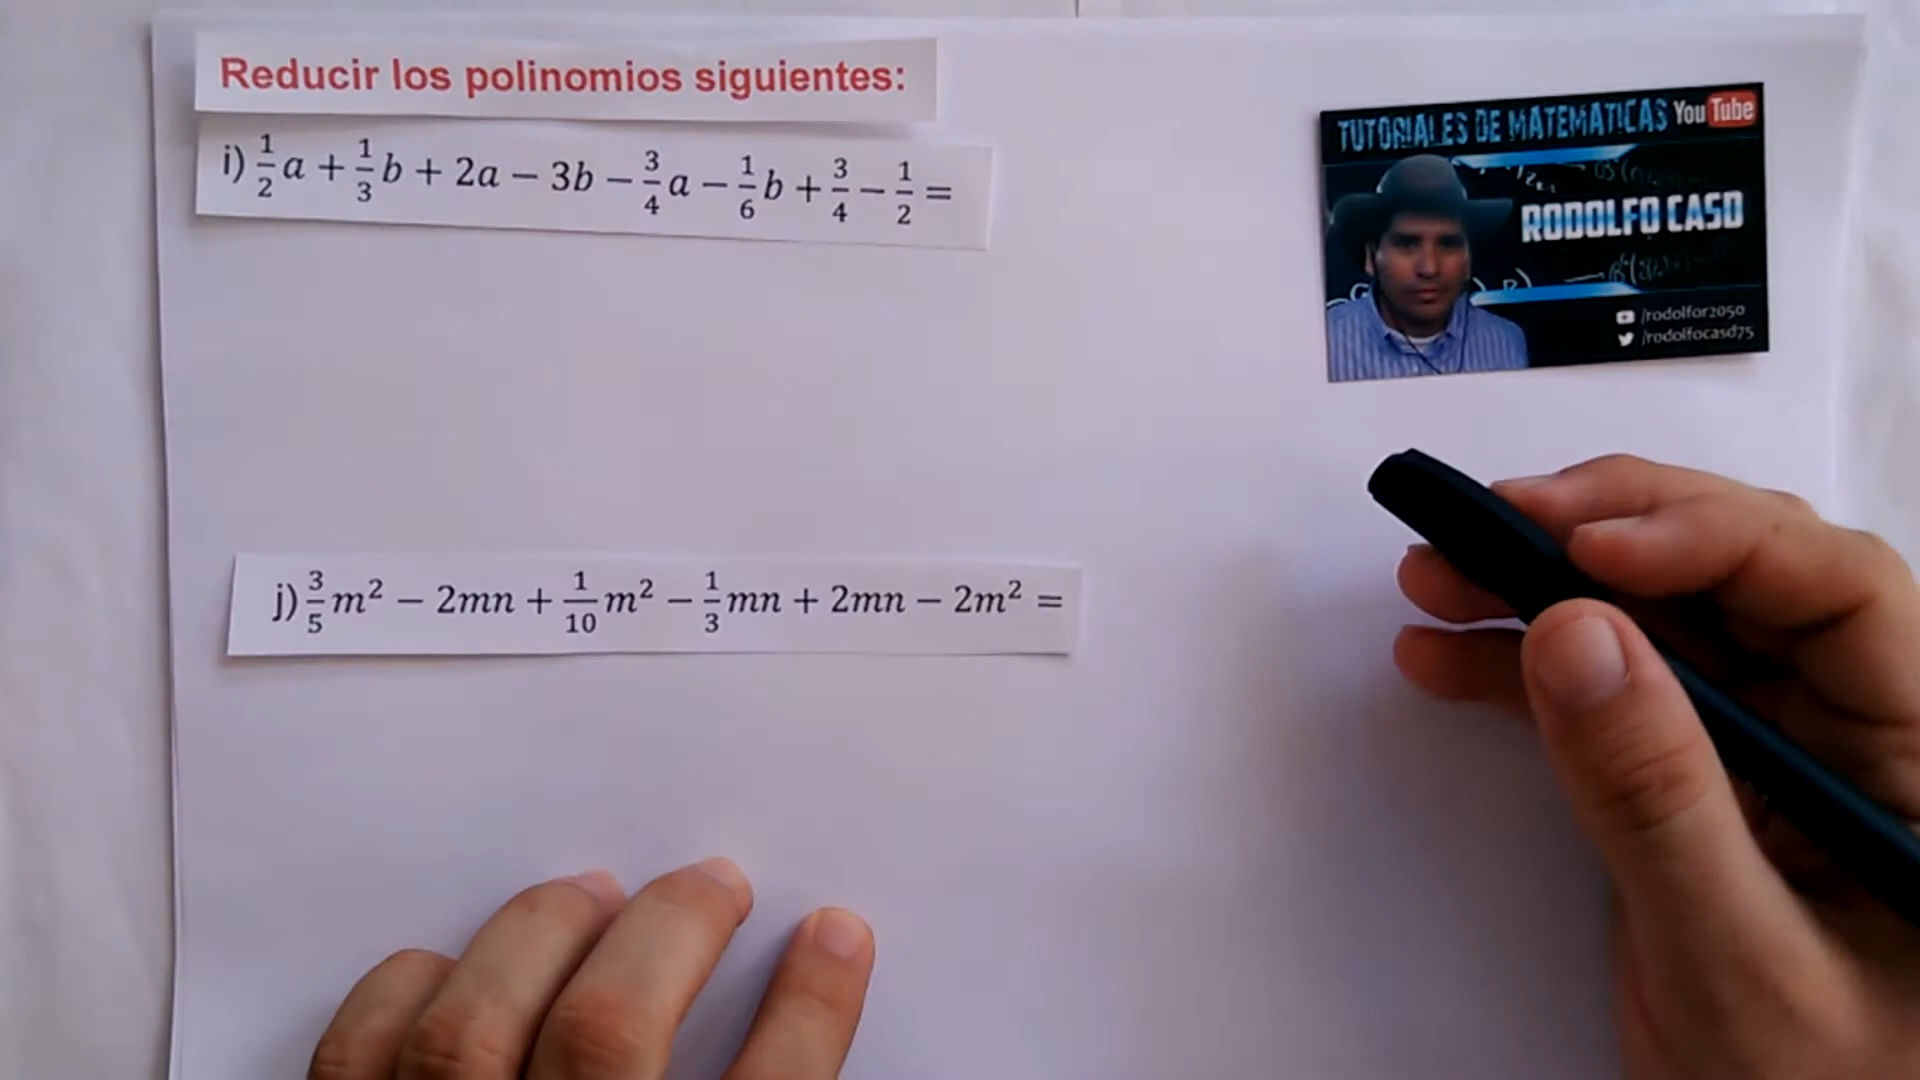 Reducir los polinomios siguientes:
i) 1/2 a + 1/3 b + 2a − 3b − 3/4 a − 1/6 b + 3/4 − 1/2 =
TUTORIALES DE MATEMATICAS YouTube
RODOLFO CASD
/rodolfor2050
/rodolfocasd75
j) 3/5 m² − 2mn + 1/10 m² − 1/3 mn + 2mn − 2m² =